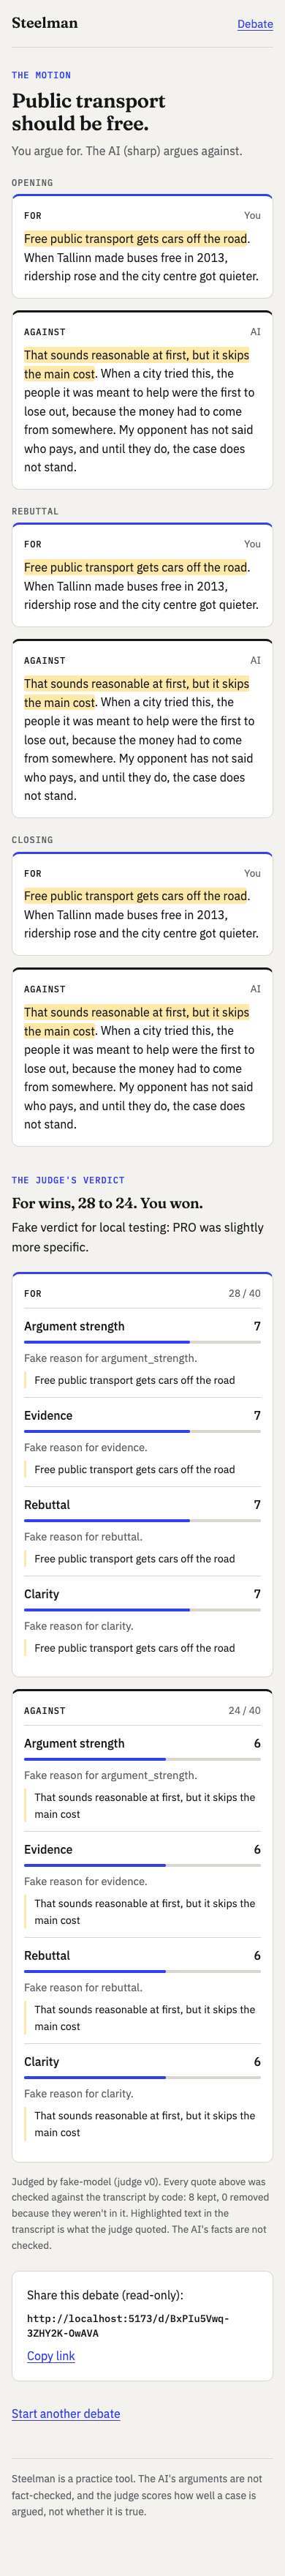 Steelman
Debate
THE MOTION
Public transport
should be free.
You argue for. The AI (sharp) argues against.
OPENING
FOR
You
Free public transport gets cars off the road.
When Tallinn made buses free in 2013,
ridership rose and the city centre got quieter.
AGAINST
AI
That sounds reasonable at first, but it skips
the main cost. When a city tried this, the
people it was meant to help were the first to
lose out, because the money had to come
from somewhere. My opponent has not said
who pays, and until they do, the case does
not stand.
REBUTTAL
FOR
You
Free public transport gets cars off the road.
When Tallinn made buses free in 2013,
ridership rose and the city centre got quieter.
AGAINST
AI
That sounds reasonable at first, but it skips
the main cost. When a city tried this, the
people it was meant to help were the first to
lose out, because the money had to come
from somewhere. My opponent has not said
who pays, and until they do, the case does
not stand.
CLOSING
FOR
You
Free public transport gets cars off the road.
When Tallinn made buses free in 2013,
ridership rose and the city centre got quieter.
AGAINST
AI
That sounds reasonable at first, but it skips
the main cost. When a city tried this, the
people it was meant to help were the first to
lose out, because the money had to come
from somewhere. My opponent has not said
who pays, and until they do, the case does
not stand.
THE JUDGE'S VERDICT
For wins, 28 to 24. You won.
Fake verdict for local testing: PRO was slightly
more specific.
FOR
28 / 40
Argument strength
7
Fake reason for argument_strength.
Free public transport gets cars off the road
Evidence
7
Fake reason for evidence.
Free public transport gets cars off the road
Rebuttal
7
Fake reason for rebuttal.
Free public transport gets cars off the road
Clarity
7
Fake reason for clarity.
Free public transport gets cars off the road
AGAINST
24 / 40
Argument strength
6
Fake reason for argument_strength.
That sounds reasonable at first, but it skips the
main cost
Evidence
6
Fake reason for evidence.
That sounds reasonable at first, but it skips the
main cost
Rebuttal
6
Fake reason for rebuttal.
That sounds reasonable at first, but it skips the
main cost
Clarity
6
Fake reason for clarity.
That sounds reasonable at first, but it skips the
main cost
Judged by fake-model (judge v0). Every quote above was
checked against the transcript by code: 8 kept, 0 removed
because they weren't in it. Highlighted text in the
transcript is what the judge quoted. The AI's facts are not
checked.
Share this debate (read-only):
http://localhost:5173/d/BxPIu5Vwq-
3ZHY2K-OwAVA
Copy link
Start another debate
Steelman is a practice tool. The AI's arguments are not
fact-checked, and the judge scores how well a case is
argued, not whether it is true.